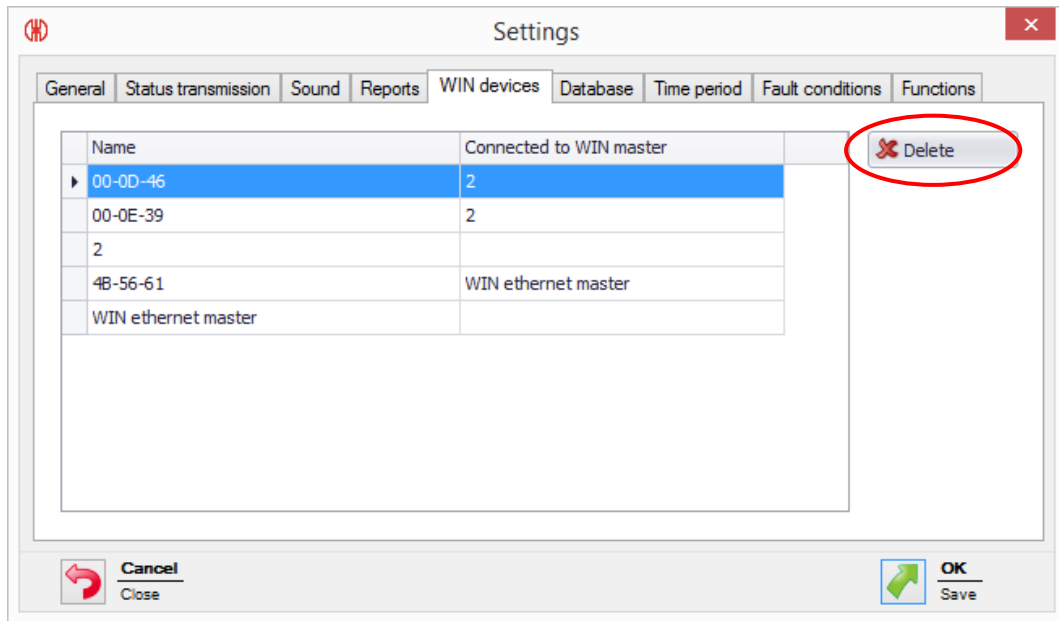 Settings
General Status transmission Sound Reports WIN devices Database Time period Fault conditions Functions
Name Connected to WIN master
Delete
00-0D-46 2
00-0E-39 2
2
4B-56-61 WIN ethernet master
WIN ethernet master
Cancel
Close
OK
Save